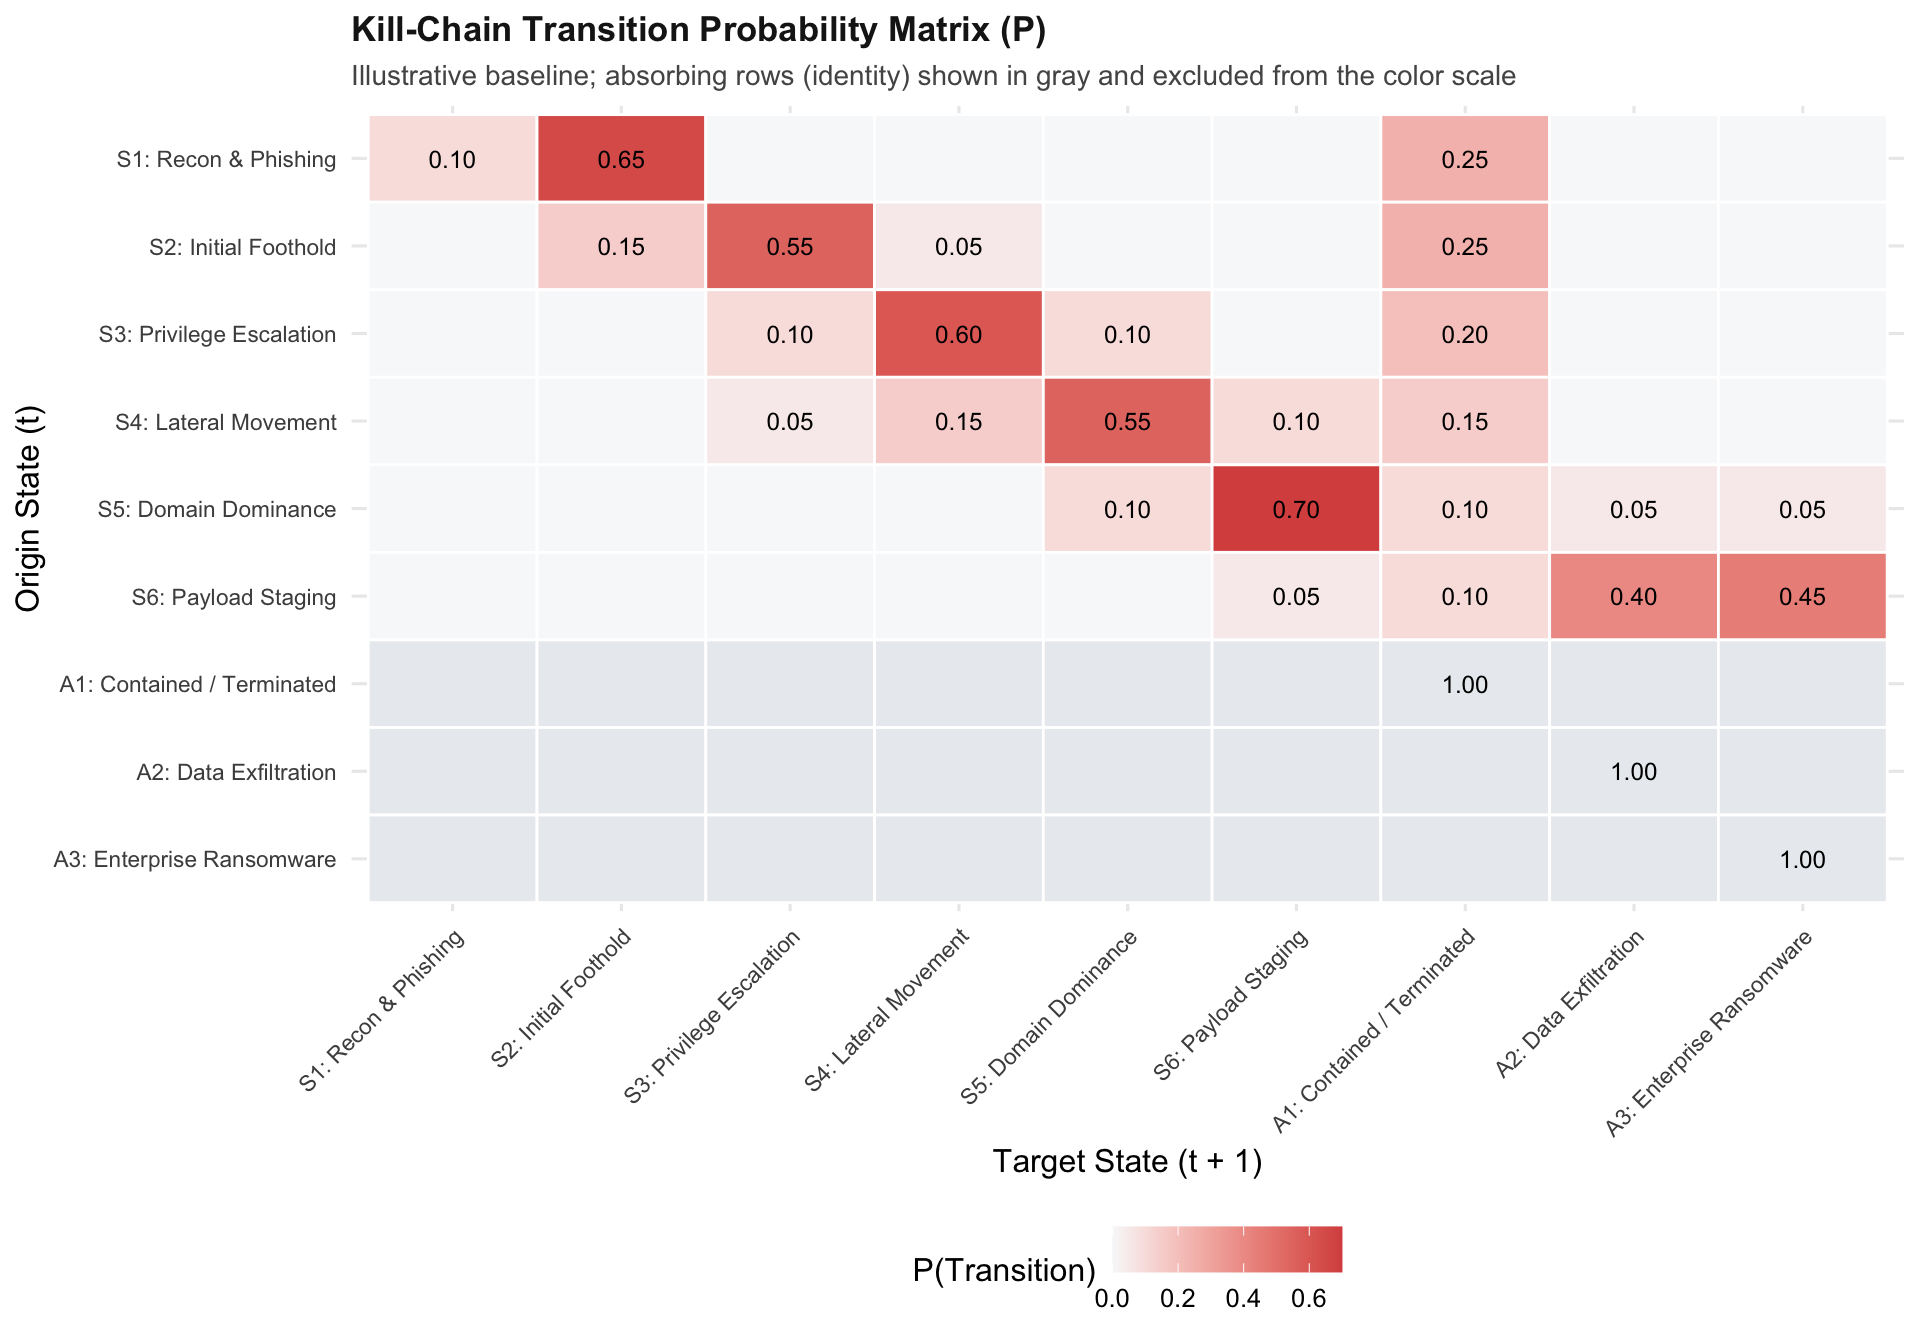 Kill-Chain Transition Probability Matrix (P)
Illustrative baseline; absorbing rows (identity) shown in gray and excluded from the color scale
Origin State (t)
S1: Recon & Phishing 0.10 0.65 0.25
S2: Initial Foothold 0.15 0.55 0.05 0.25
S3: Privilege Escalation 0.10 0.60 0.10 0.20
S4: Lateral Movement 0.05 0.15 0.55 0.10 0.15
S5: Domain Dominance 0.10 0.70 0.10 0.05 0.05
S6: Payload Staging 0.05 0.10 0.40 0.45
A1: Contained / Terminated 1.00
A2: Data Exfiltration 1.00
A3: Enterprise Ransomware 1.00
S1: Recon & Phishing
S2: Initial Foothold
S3: Privilege Escalation
S4: Lateral Movement
S5: Domain Dominance
S6: Payload Staging
A1: Contained / Terminated
A2: Data Exfiltration
A3: Enterprise Ransomware
Target State (t + 1)
P(Transition)
0.0 0.2 0.4 0.6